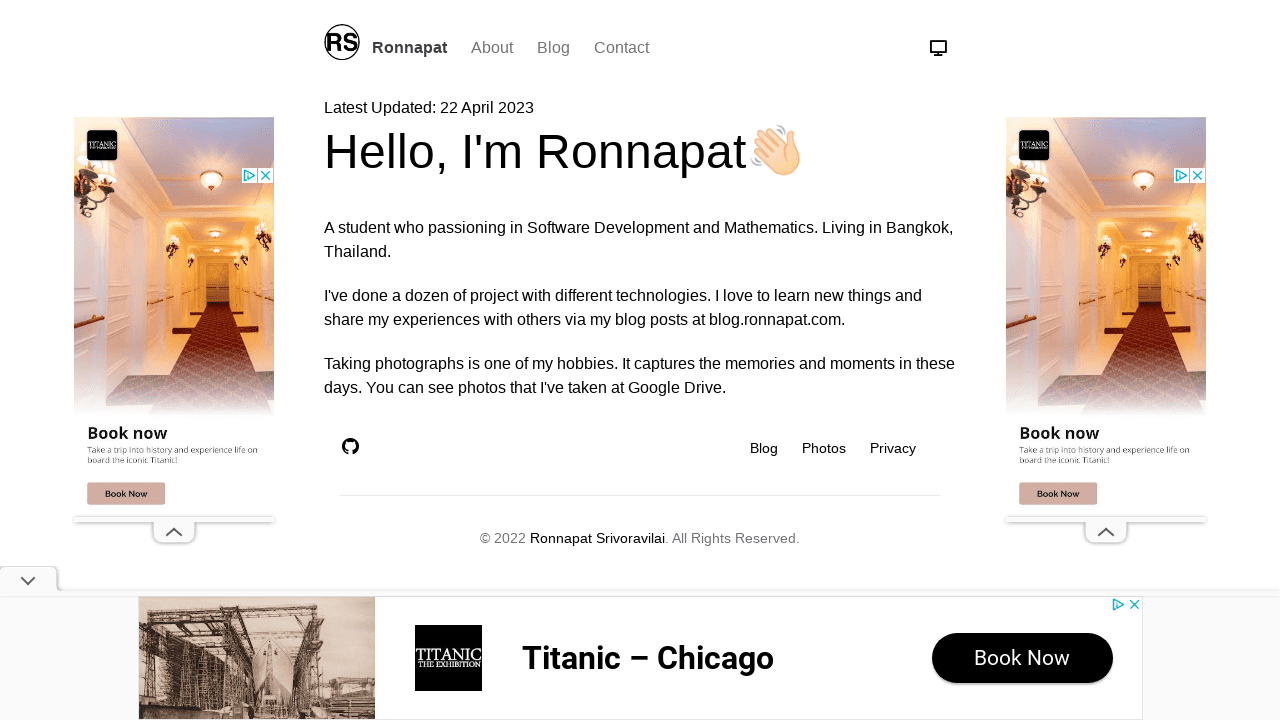 RS Ronnapat About Blog Contact
Latest Updated: 22 April 2023
Hello, I'm Ronnapat👋🏻
A student who passioning in Software Development and Mathematics. Living in Bangkok,
Thailand.
I've done a dozen of project with different technologies. I love to learn new things and
share my experiences with others via my blog posts at blog.ronnapat.com.
Taking photographs is one of my hobbies. It captures the memories and moments in these
days. You can see photos that I've taken at Google Drive.
Blog Photos Privacy
© 2022 Ronnapat Srivoravilai. All Rights Reserved.
TITANIC
THE EXHIBITION
Book now
Take a trip into history and experience life on
board the iconic Titanic!
Book Now
TITANIC
THE EXHIBITION
Book now
Take a trip into history and experience life on
board the iconic Titanic!
Book Now
TITANIC
THE EXHIBITION
Titanic – Chicago
Book Now